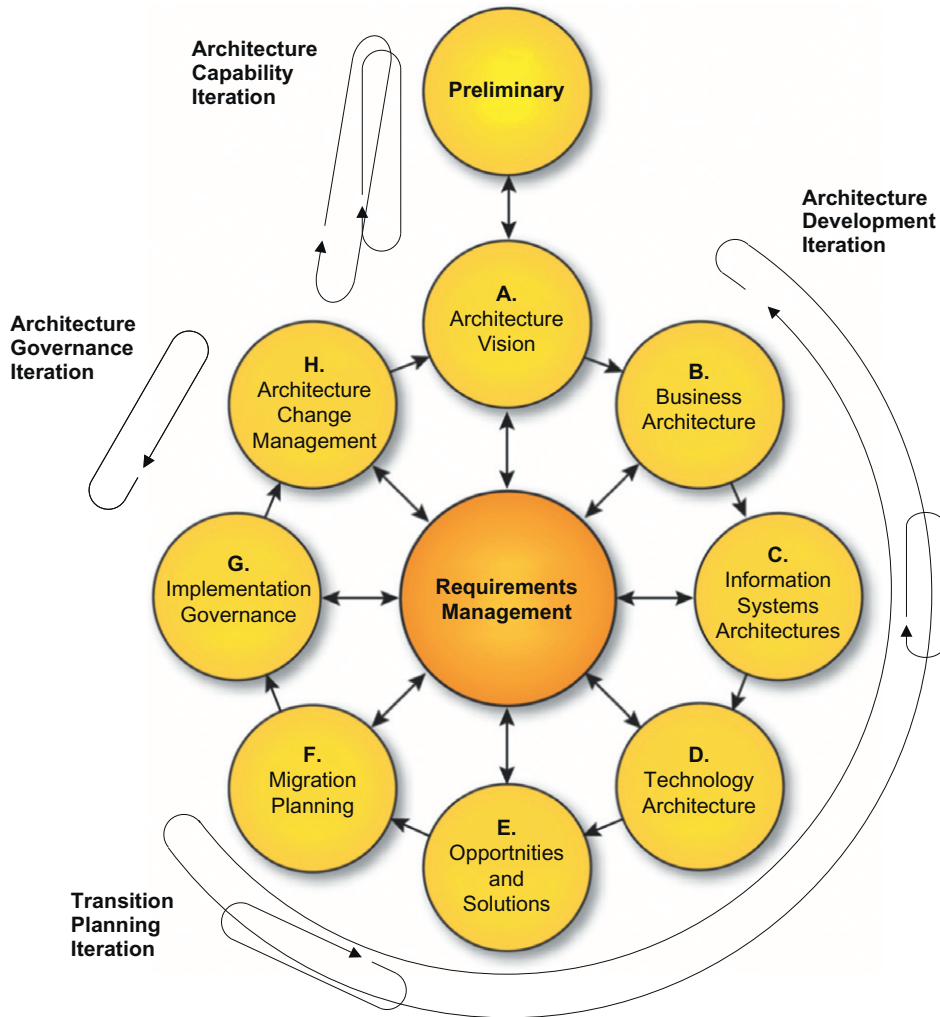 Architecture
Capability
Iteration
Preliminary
Architecture
Development
Iteration
A.
Architecture
Vision
Architecture
Governance
Iteration
H.
Architecture
Change
Management
B.
Business
Architecture
G.
Implementation
Governance
Requirements
Management
C.
Information
Systems
Architectures
F.
Migration
Planning
D.
Technology
Architecture
E.
Opportnities
and
Solutions
Transition
Planning
Iteration